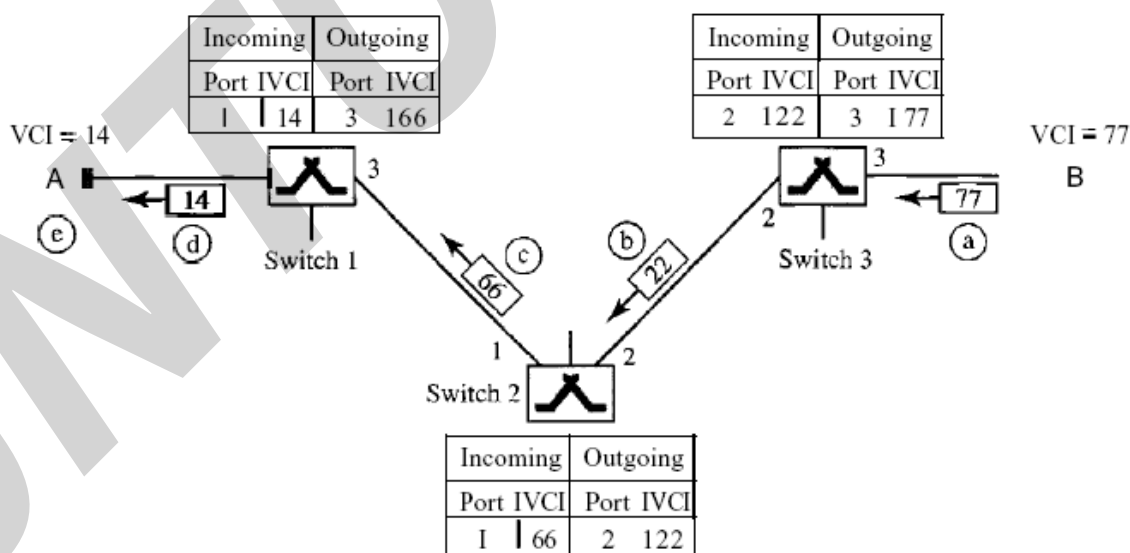 Incoming Outgoing
Port IVCI Port IVCI
I | 14 3 166
Incoming Outgoing
Port IVCI Port IVCI
2 122 3 I 77
VCI = 14
VCI = 77
A
14
3
3
77
B
e
d
Switch 1
c
66
b
22
2
Switch 3
a
1
2
Switch 2
Incoming Outgoing
Port IVCI Port IVCI
I | 66 2 122